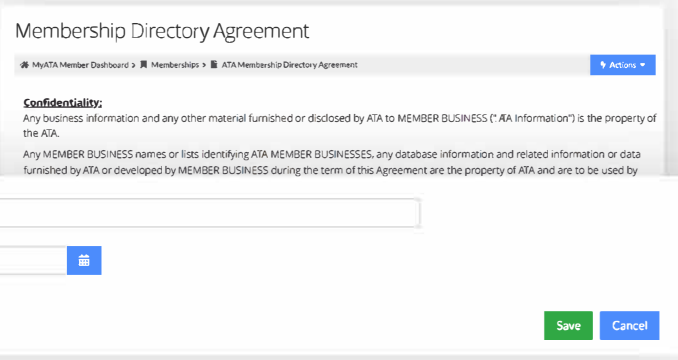 Membership Directory Agreement
MyATA Member Dashboard > Memberships > ATA Membership Directory Agreement
Actions
Confidentiality:
Any business information and any other material furnished or disclosed by ATA to MEMBER BUSINESS (" ATA Information") is the property of
the ATA.
Any MEMBER BUSINESS names or lists identifying ATA MEMBER BUSINESSES, any database information and related information or data
furnished by ATA or developed by MEMBER BUSINESS during the term of this Agreement are the property of ATA and are to be used by
Save Cancel